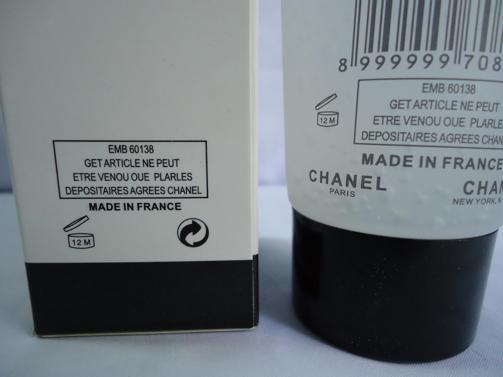 EMB 60138
GET ARTICLE NE PEUT
ETRE VENOU OUE PLARLES
DEPOSITAIRES AGREES CHANEL
MADE IN FRANCE
12 M
8 999999 708
EMB 60138
GET ARTICLE NE PEUT
ETRE VENOU OUE PLARLE
DEPOSITAIRES AGREES CHAN
12 M
MADE IN FRANCE
CHANEL
PARIS
CHAN
NEW YORK, N